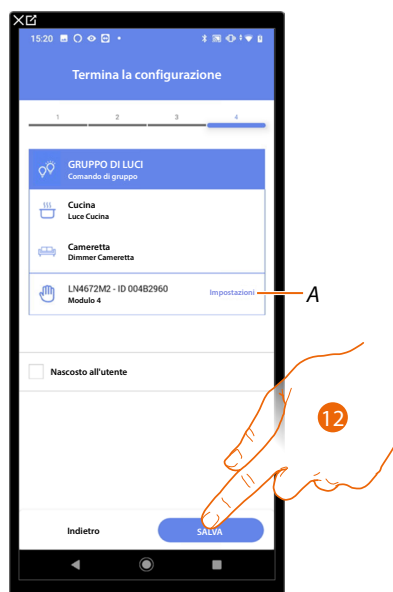 15:20
Termina la configurazione
1 2 3 4
GRUPPO DI LUCI
Comando di gruppo
Cucina
Luce Cucina
Cameretta
Dimmer Cameretta
LN4672M2 - ID 004B2960
Modulo 4
Impostazioni
A
Nascosto all'utente
12
Indietro
SALVA